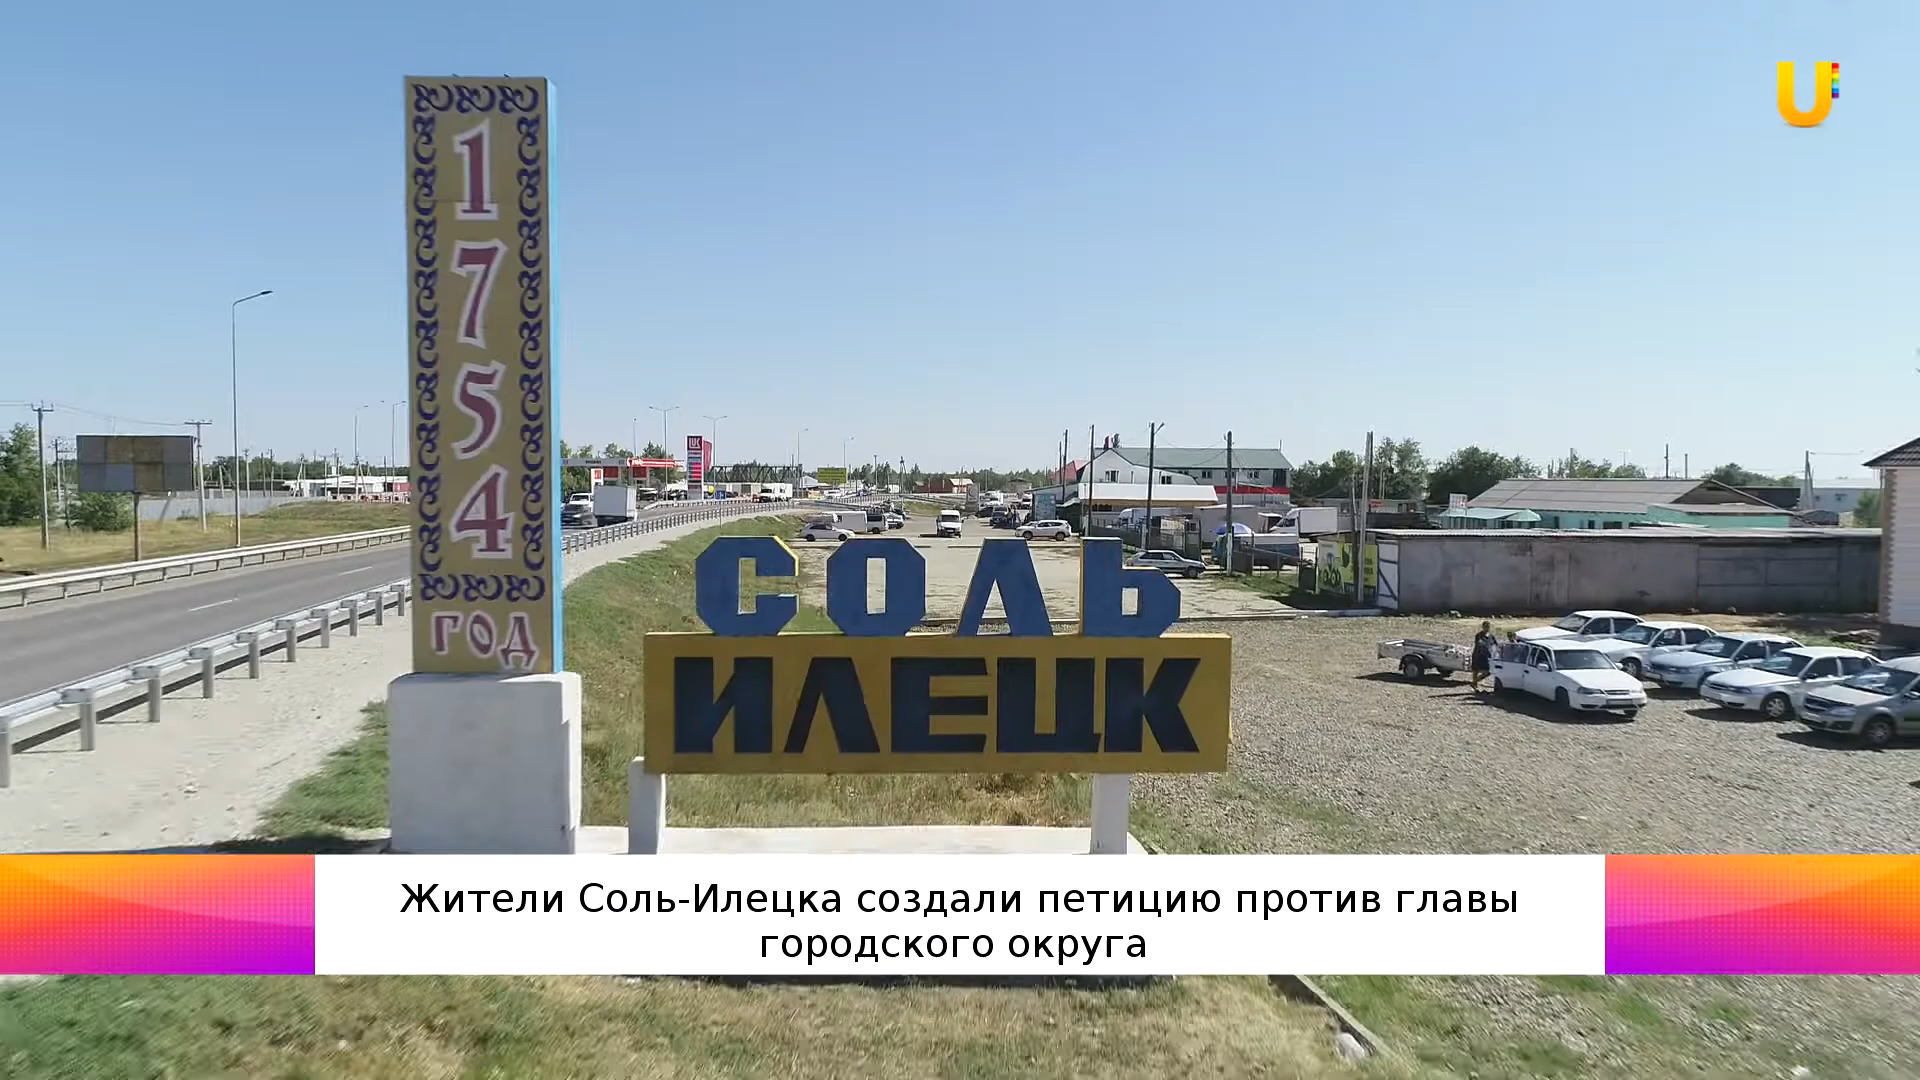 U
1754
ГОД
СОЛЬ
ИЛЕЦК
Жители Соль-Илецка создали петицию против главы
городского округа